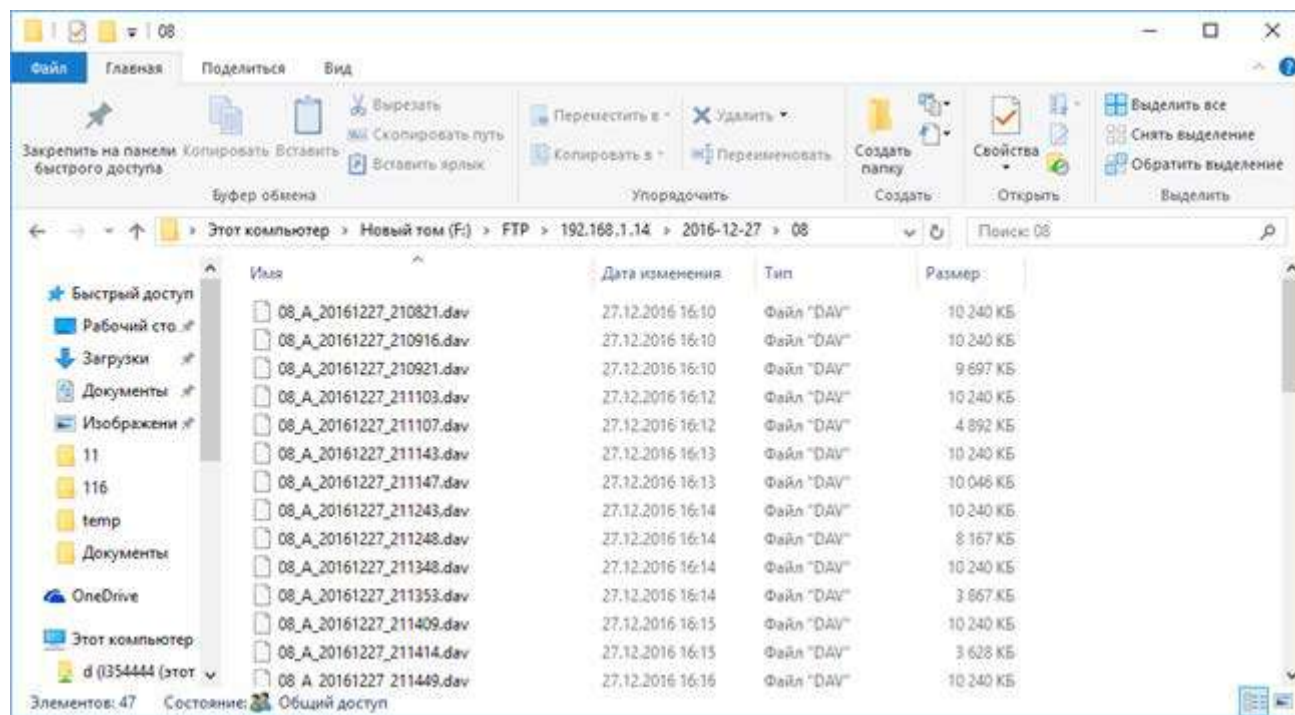 08
Файл Главная Поделиться Вид
Закрепить на панели быстрого доступа
Копировать
Вставить
Вырезать
Скопировать путь
Вставить ярлык
Буфер обмена
Переместить в
Копировать в
Удалить
Переименовать
Упорядочить
Создать папку
Создать
Свойства
Открыть
Выделить все
Снять выделение
Обратить выделение
Выделить
Этот компьютер > Новый том (F:) > FTP > 192.168.1.14 > 2016-12-27 > 08
Поиск: 08
Быстрый доступ
Рабочий сто
Загрузки
Документы
Изображени
11
116
temp
Документы
OneDrive
Этот компьютер
d (l354444 (этот
Имя Дата изменения Тип Размер
08_A_20161227_210821.dav 27.12.2016 16:10 Файл "DAV" 10 240 КБ
08_A_20161227_210916.dav 27.12.2016 16:10 Файл "DAV" 10 240 КБ
08_A_20161227_210921.dav 27.12.2016 16:10 Файл "DAV" 9 697 КБ
08_A_20161227_211103.dav 27.12.2016 16:12 Файл "DAV" 10 240 КБ
08_A_20161227_211107.dav 27.12.2016 16:12 Файл "DAV" 4 892 КБ
08_A_20161227_211143.dav 27.12.2016 16:13 Файл "DAV" 10 240 КБ
08_A_20161227_211147.dav 27.12.2016 16:13 Файл "DAV" 10 046 КБ
08_A_20161227_211243.dav 27.12.2016 16:14 Файл "DAV" 10 240 КБ
08_A_20161227_211248.dav 27.12.2016 16:14 Файл "DAV" 8 167 КБ
08_A_20161227_211348.dav 27.12.2016 16:14 Файл "DAV" 10 240 КБ
08_A_20161227_211353.dav 27.12.2016 16:14 Файл "DAV" 3 867 КБ
08_A_20161227_211409.dav 27.12.2016 16:15 Файл "DAV" 10 240 КБ
08_A_20161227_211414.dav 27.12.2016 16:15 Файл "DAV" 3 628 КБ
08_A_20161227_211449.dav 27.12.2016 16:16 Файл "DAV" 10 240 КБ
Элементов: 47 Состояние: Общий доступ